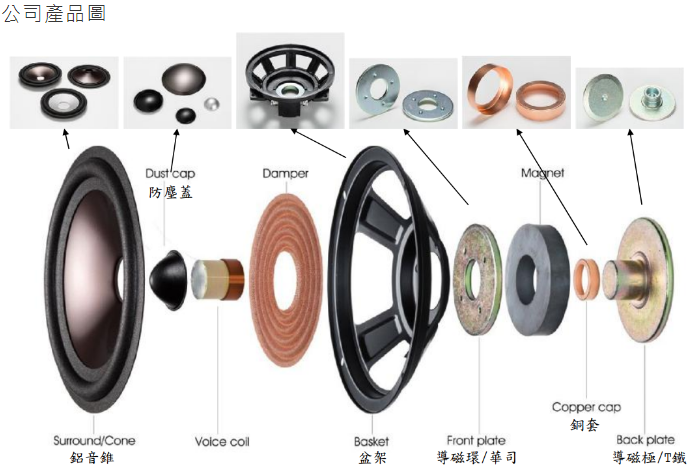 公司產品圖
Dust cap
防塵蓋
Damper
Magnet
Copper cap
銅套
Surround/Cone
鋁音錐
Voice coil
Basket
盆架
Front plate
導磁環/華司
Back plate
導磁極/T鐵